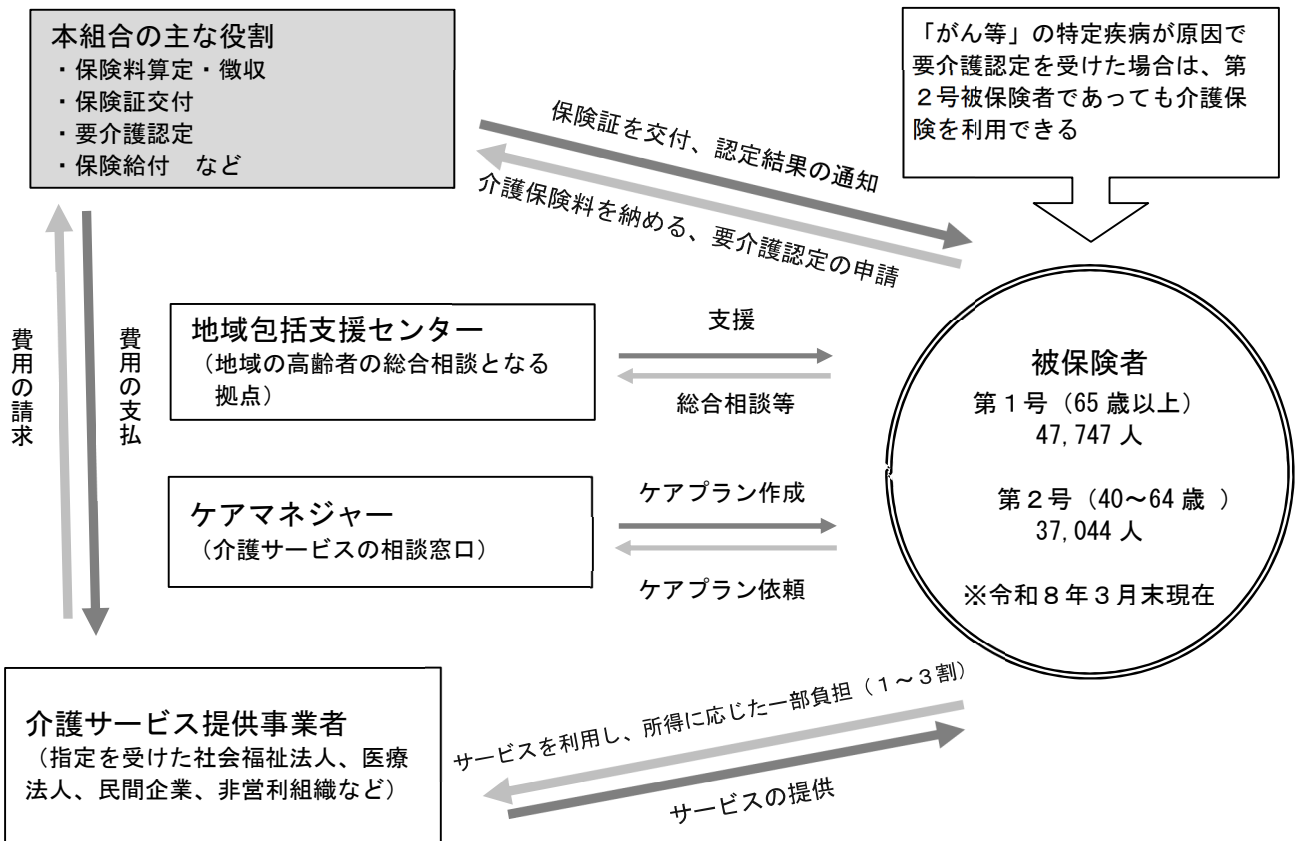 本組合の主な役割
・保険料算定・徴収
・保険証交付
・要介護認定
・保険給付　など
「がん等」の特定疾病が原因で
要介護認定を受けた場合は、第
２号被保険者であっても介護保
険を利用できる
保険証を交付、認定結果の通知
介護保険料を納める、要介護認定の申請
費用の請求
費用の支払
地域包括支援センター
（地域の高齢者の総合相談となる
拠点）
支援
総合相談等
ケアマネジャー
（介護サービスの相談窓口）
ケアプラン作成
ケアプラン依頼
被保険者
第１号（65 歳以上）
47,747 人
第２号（40～64 歳 ）
37,044 人
※令和８年３月末現在
介護サービス提供事業者
（指定を受けた社会福祉法人、医療
法人、民間企業、非営利組織など）
サービスを利用し、所得に応じた一部負担（１～３割）
サービスの提供